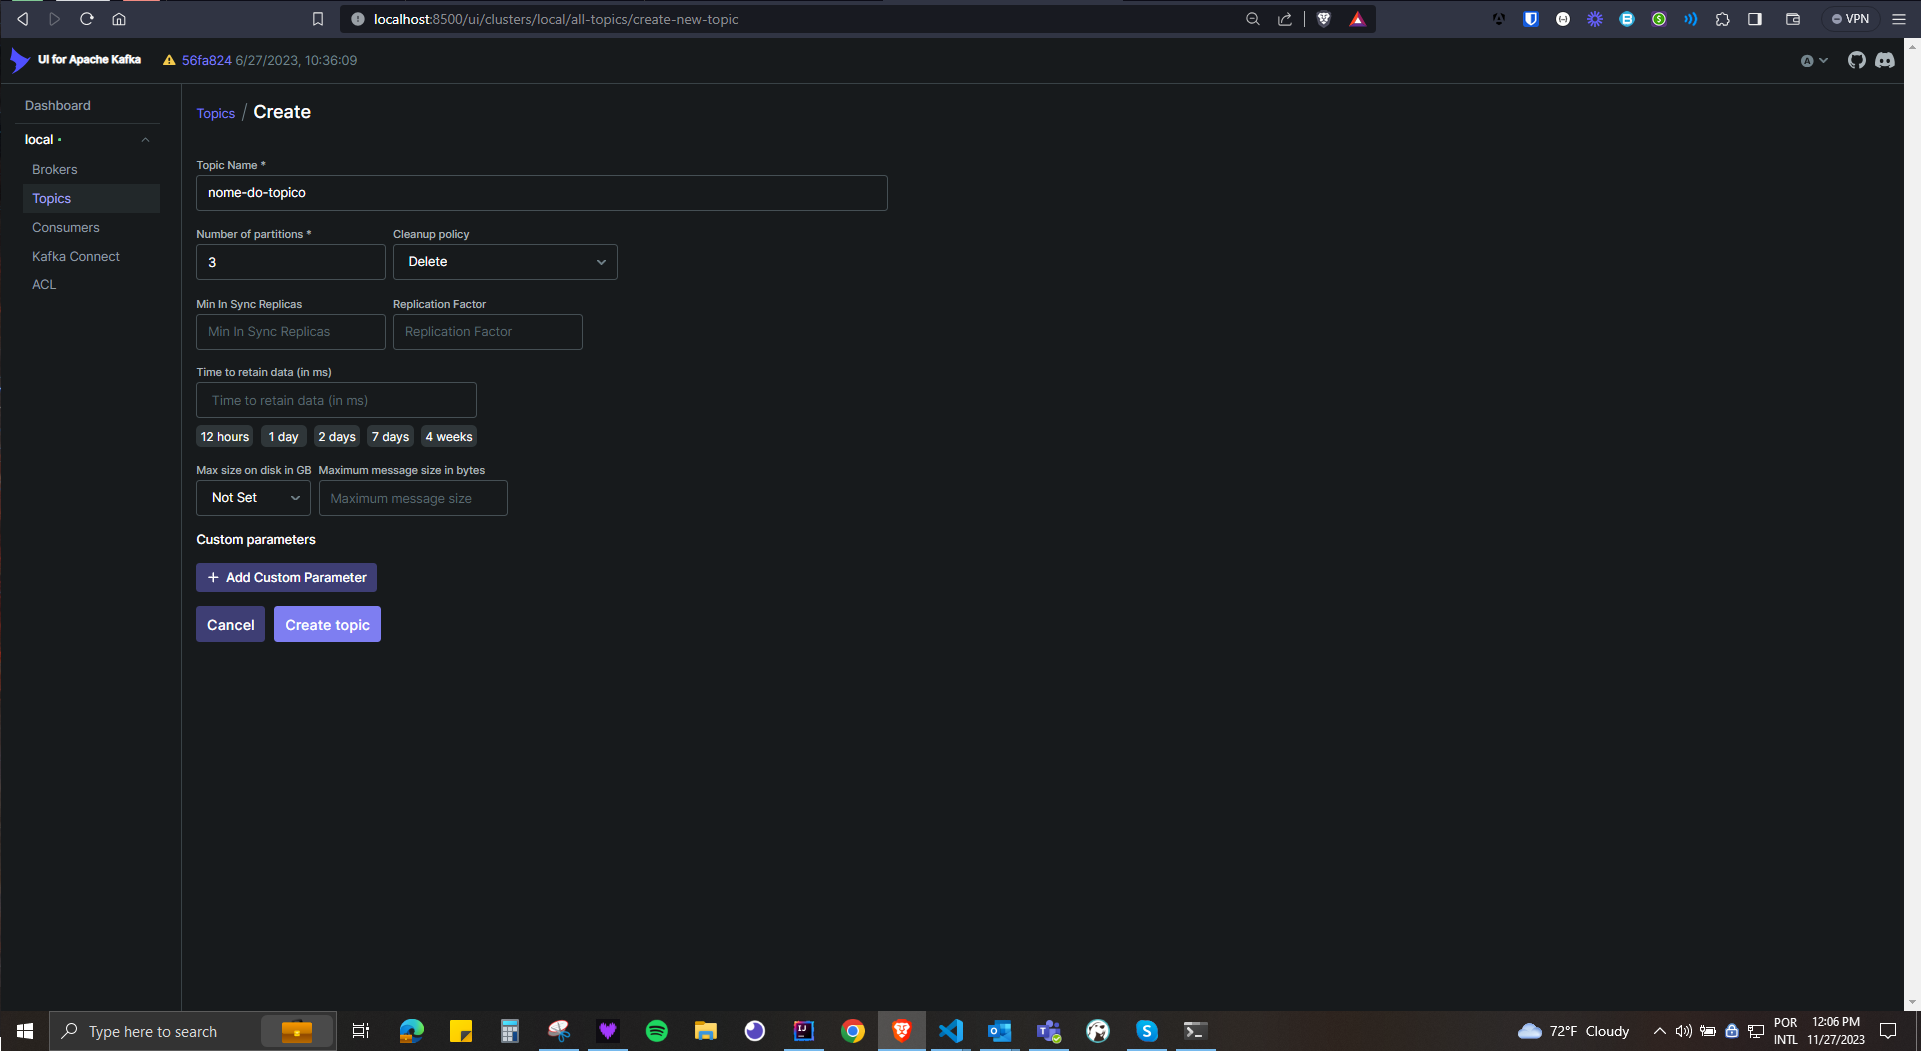 localhost:8500/ui/clusters/local/all-topics/create-new-topic
VPN
UI for Apache Kafka
56fa824 6/27/2023, 10:36:09
A
Dashboard
local
Brokers
Topics
Consumers
Kafka Connect
ACL
Topics / Create
Topic Name *
nome-do-topico
Number of partitions * Cleanup policy
3 Delete
Min In Sync Replicas Replication Factor
Min In Sync Replicas Replication Factor
Time to retain data (in ms)
Time to retain data (in ms)
12 hours 1 day 2 days 7 days 4 weeks
Max size on disk in GB Maximum message size in bytes
Not Set Maximum message size
Custom parameters
+ Add Custom Parameter
Cancel Create topic
Type here to search
72°F Cloudy
POR
INTL
12:06 PM
11/27/2023